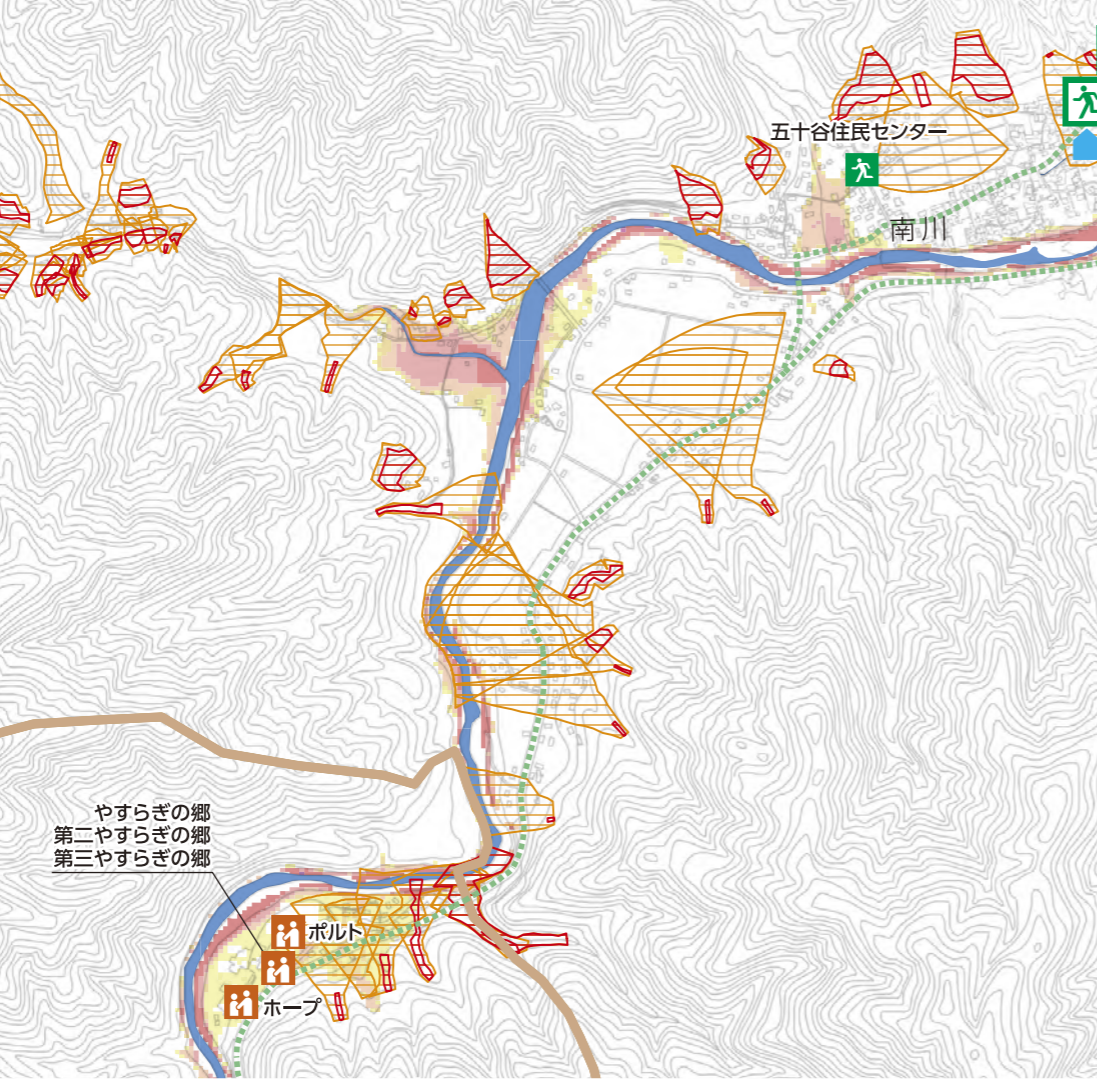 五十谷住民センター
南川
やすらぎの郷
第二やすらぎの郷
第三やすらぎの郷
ポルト
ホープ